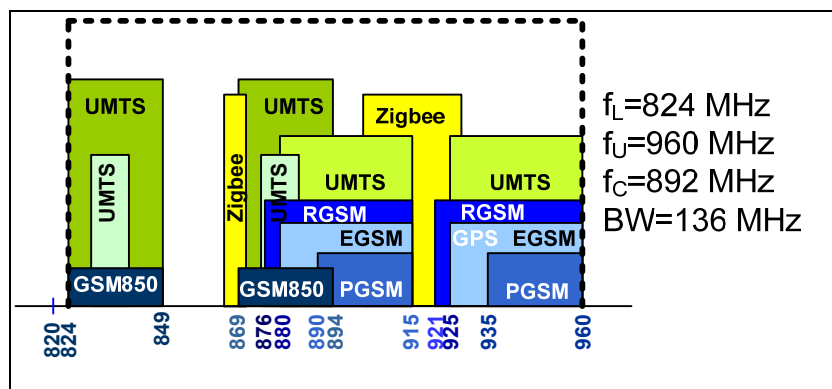 UMTS
UMTS
Zigbee
UMTS
Zigbee
UMTS
UMTS
UMTS
UMTS
RGSM
RGSM
EGSM
GPS EGSM
GSM850
GSM850
PGSM
PGSM
820
824
849
869
876
880
890
894
915
921
925
935
960
fL=824 MHz
fU=960 MHz
fC=892 MHz
BW=136 MHz